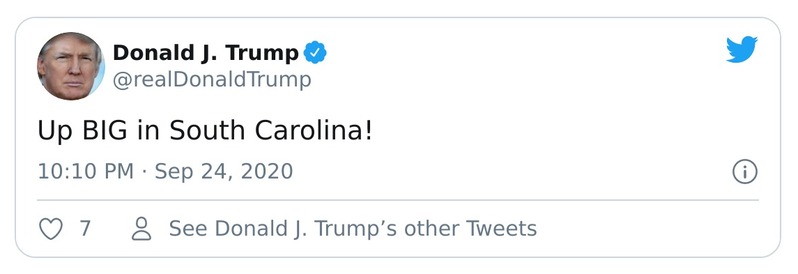 Donald J. Trump
@realDonaldTrump
Up BIG in South Carolina!
10:10 PM · Sep 24, 2020
7 See Donald J. Trump’s other Tweets